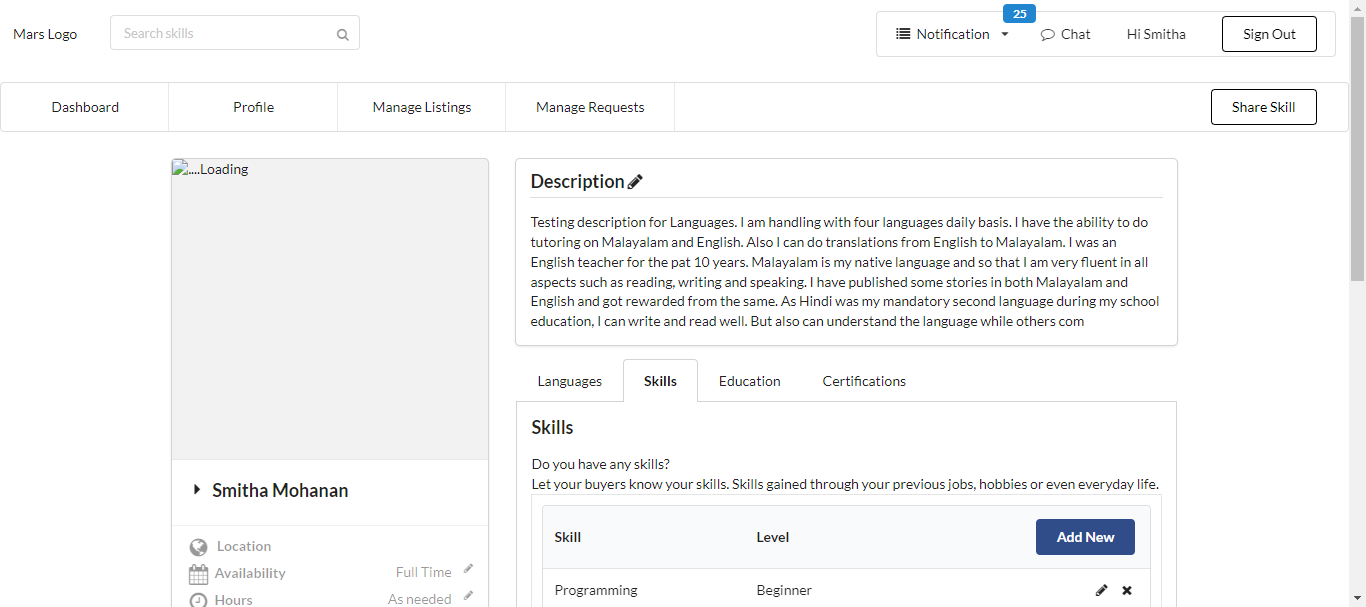 Mars Logo
Search skills
25
Notification
Chat
Hi Smitha
Sign Out
Dashboard
Profile
Manage Listings
Manage Requests
Share Skill
....Loading
Description
Testing description for Languages. I am handling with four languages daily basis. I have the ability to do
tutoring on Malayalam and English. Also I can do translations from English to Malayalam. I was an
English teacher for the pat 10 years. Malayalam is my native language and so that I am very fluent in all
aspects such as reading, writing and speaking. I have published some stories in both Malayalam and
English and got rewarded from the same. As Hindi was my mandatory second language during my school
education, I can write and read well. But also can understand the language while others com
Languages
Skills
Education
Certifications
Skills
Do you have any skills?
Let your buyers know your skills. Skills gained through your previous jobs, hobbies or even everyday life.
Skill
Level
Add New
Programming
Beginner
Smitha Mohanan
Location
Availability
Full Time
Hours
As needed